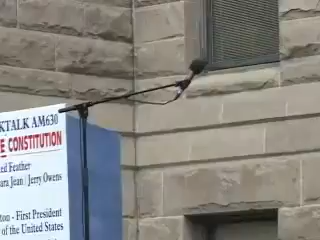 KTALK AM630
E CONSTITUTION
ed Feather
ara Jean | Jerry Owens
ton - First President
of the United States